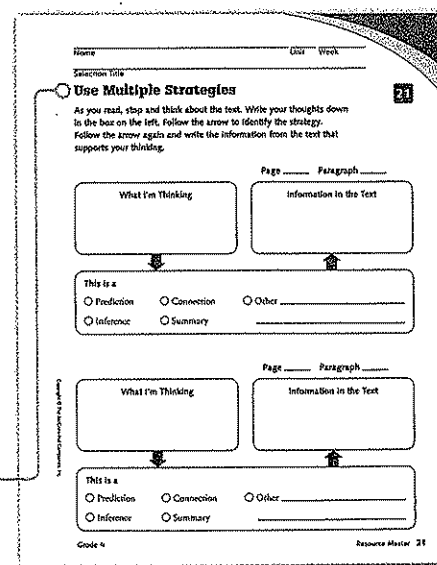 Name Unit Week
Selection Title
Use Multiple Strategies
21
As you read, stop and think about the text. Write your thoughts down
in the box on the left. Follow the arrow to identify the strategy.
Follow the arrow again and write the information from the text that
supports your thinking.
Page Paragraph
What I'm Thinking
Information in the Text
This is a
Prediction Connection Other
Inference Summary
Page Paragraph
What I'm Thinking
Information in the Text
This is a
Prediction Connection Other
Inference Summary
Grade 4 Resource Master 21